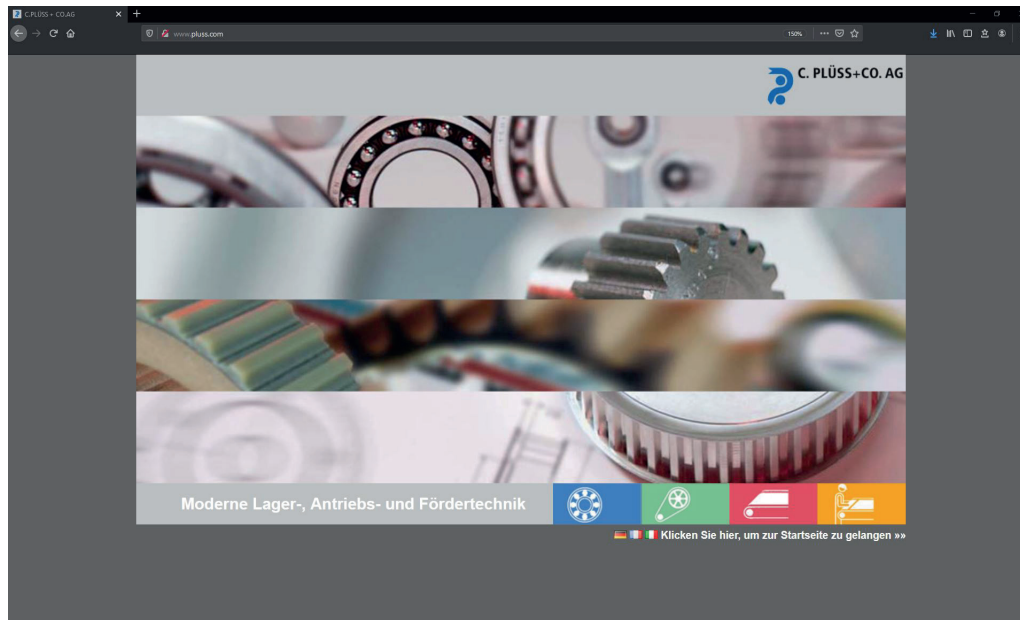 C.PLÜSS + CO.AG
www.pluss.com
150%
C. PLÜSS+CO. AG
Moderne Lager-, Antriebs- und Fördertechnik
Klicken Sie hier, um zur Startseite zu gelangen »»